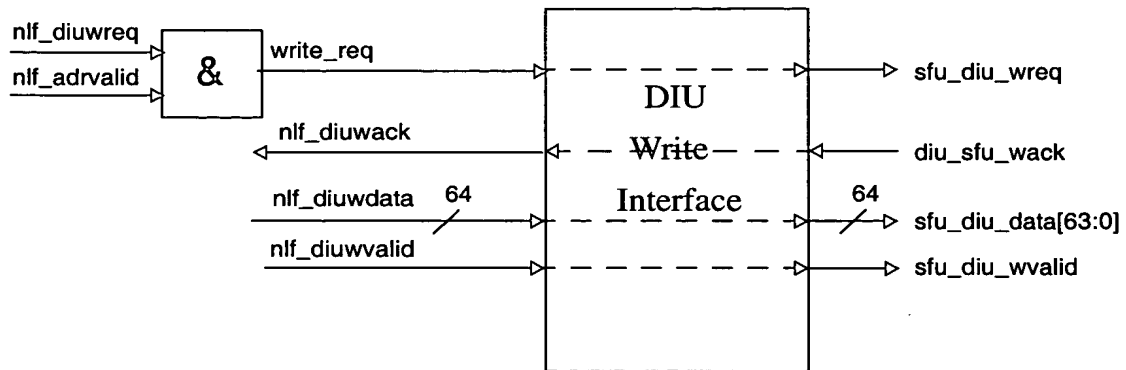 nlf_diuwreq
nlf_adrvalid
&
write_req
sfu_diu_wreq
DIU
nlf_diuwack
Write
diu_sfu_wack
nlf_diuwdata
64
Interface
64
sfu_diu_data[63:0]
nlf_diuwvalid
sfu_diu_wvalid